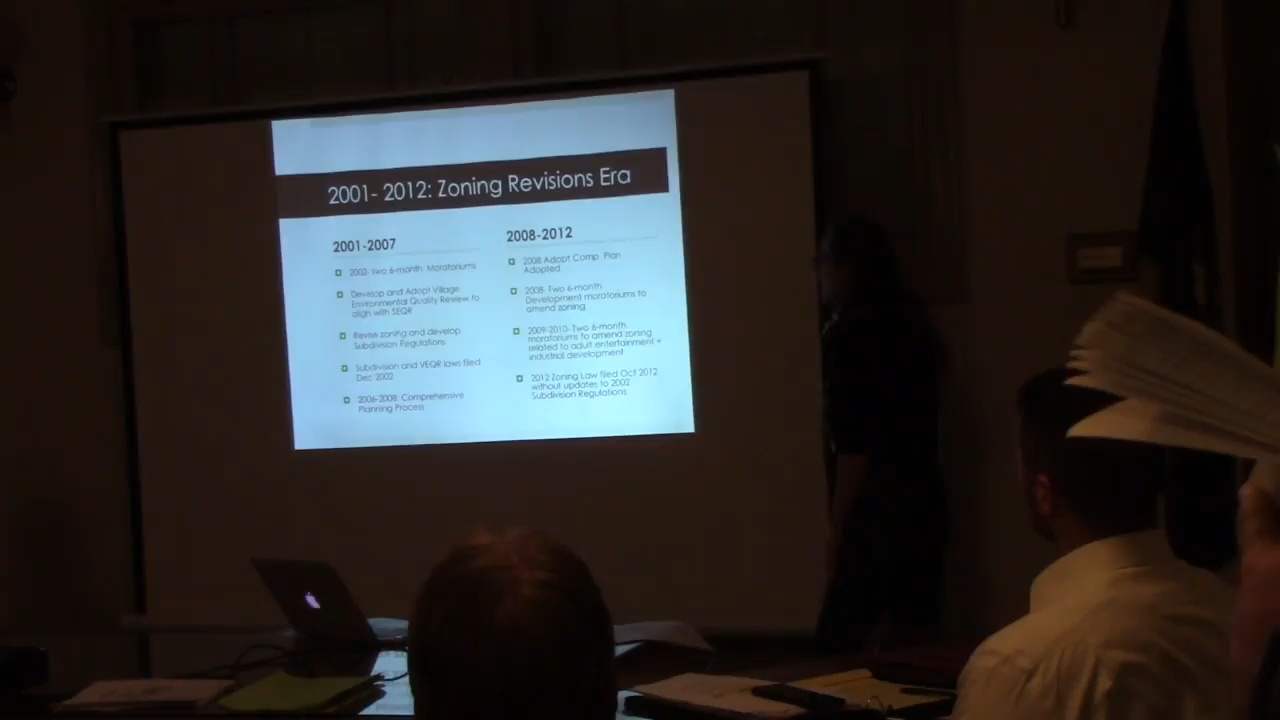 2001- 2012: Zoning Revisions Era
2001-2007
2002- Two 6-month Moratoriums
Develop and Adopt Village
Environmental Quality Review to
align with SEQR
Revise zoning and develop
Subdivision Regulations
Subdivision and VEQR laws filed
Dec 2002
2006-2008: Comprehensive
Planning Process
2008-2012
2008 Adopt Comp. Plan
Adopted
2008- Two 6-month
Development moratoriums to
amend zoning
2009-2010- Two 6-month
moratoriums to amend zoning
related to adult entertainment +
industrial development
2012 Zoning Law filed Oct 2012
without updates to 2002
Subdivision Regulations